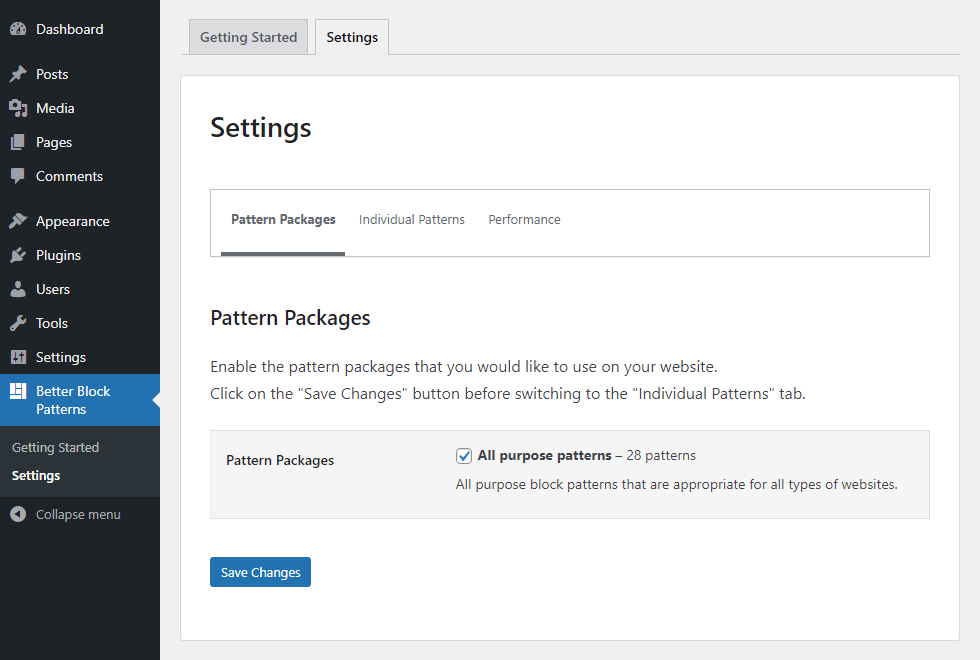 Dashboard
Posts
Media
Pages
Comments
Appearance
Plugins
Users
Tools
Settings
Better Block
Patterns
Getting Started
Settings
Collapse menu
Getting Started
Settings
Settings
Pattern Packages
Individual Patterns
Performance
Pattern Packages
Enable the pattern packages that you would like to use on your website.
Click on the "Save Changes" button before switching to the "Individual Patterns" tab.
Pattern Packages
All purpose patterns – 28 patterns
All purpose block patterns that are appropriate for all types of websites.
Save Changes